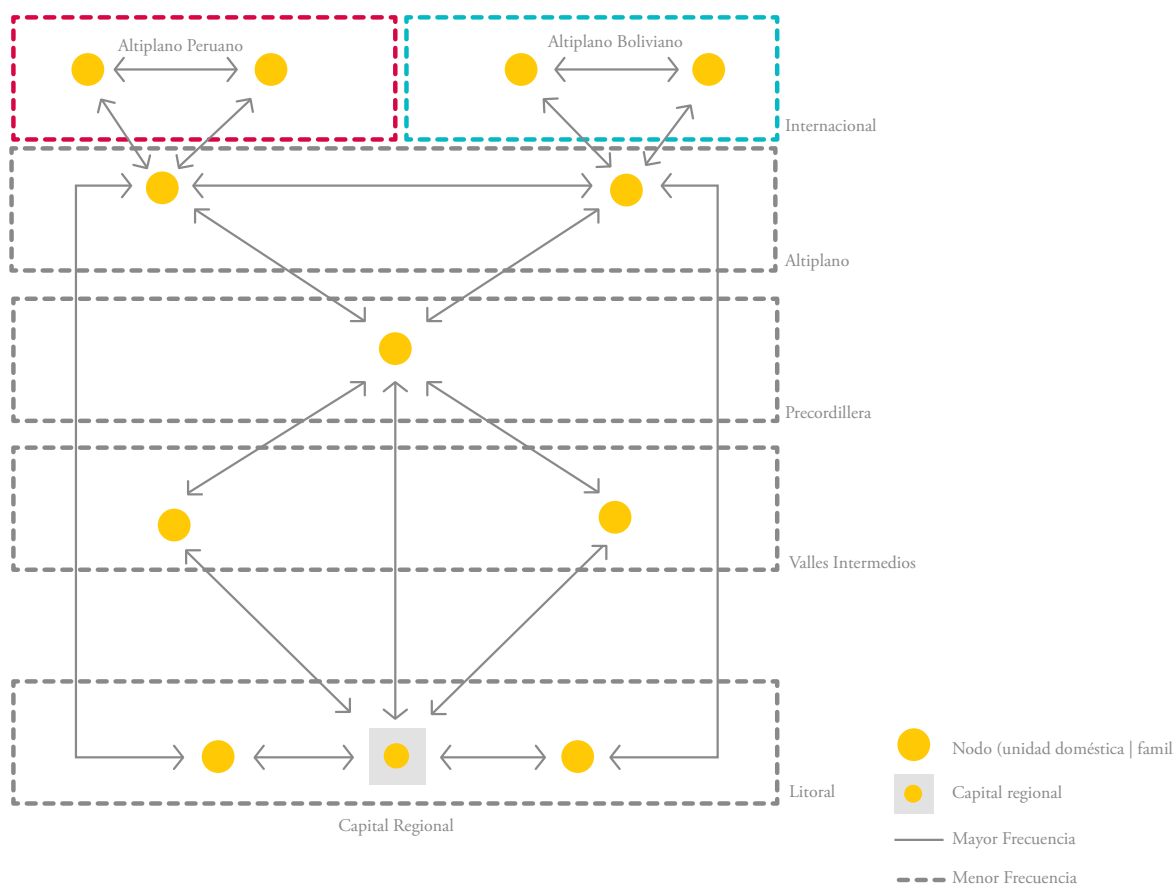 Altiplano Peruano
Altiplano Boliviano
Internacional
Altiplano
Precordillera
Valles Intermedios
Litoral
Capital Regional
Nodo (unidad doméstica | famil
Capital regional
Mayor Frecuencia
Menor Frecuencia